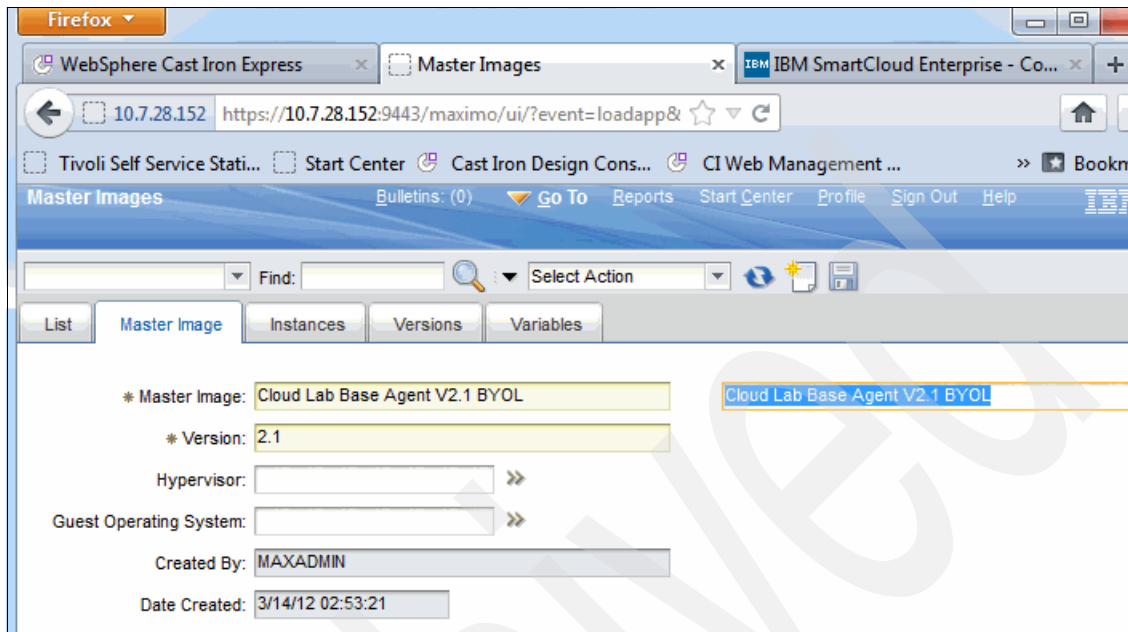 Firefox
WebSphere Cast Iron Express
Master Images
IBM IBM SmartCloud Enterprise - Co...
10.7.28.152 https://10.7.28.152:9443/maximo/ui/?event=loadapp&
Tivoli Self Service Stati... Start Center Cast Iron Design Cons... CI Web Management ... » Bookm
Master Images Bulletins: (0) Go To Reports Start Center Profile Sign Out Help IBM
Find: Select Action
List Master Image Instances Versions Variables
* Master Image: Cloud Lab Base Agent V2.1 BYOL Cloud Lab Base Agent V2.1 BYOL
* Version: 2.1
Hypervisor:
Guest Operating System:
Created By: MAXADMIN
Date Created: 3/14/12 02:53:21